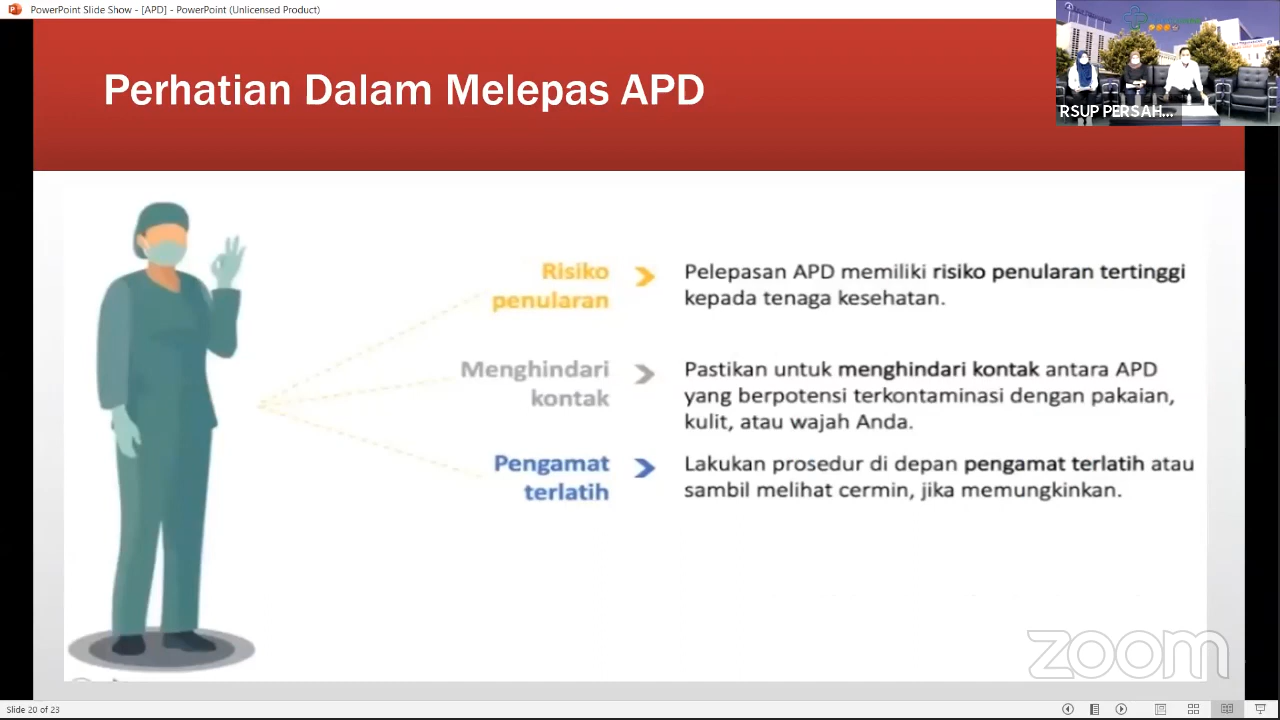 PowerPoint Slide Show - [APD] - PowerPoint (Unlicensed Product)
Perhatian Dalam Melepas APD
RSUP PERSAH...
Risiko
penularan
Pelepasan APD memiliki risiko penularan tertinggi
kepada tenaga kesehatan.
Menghindari
kontak
Pastikan untuk menghindari kontak antara APD
yang berpotensi terkontaminasi dengan pakaian,
kulit, atau wajah Anda.
Pengamat
terlatih
Lakukan prosedur di depan pengamat terlatih atau
sambil melihat cermin, jika memungkinkan.
zoom
Slide 20 of 23